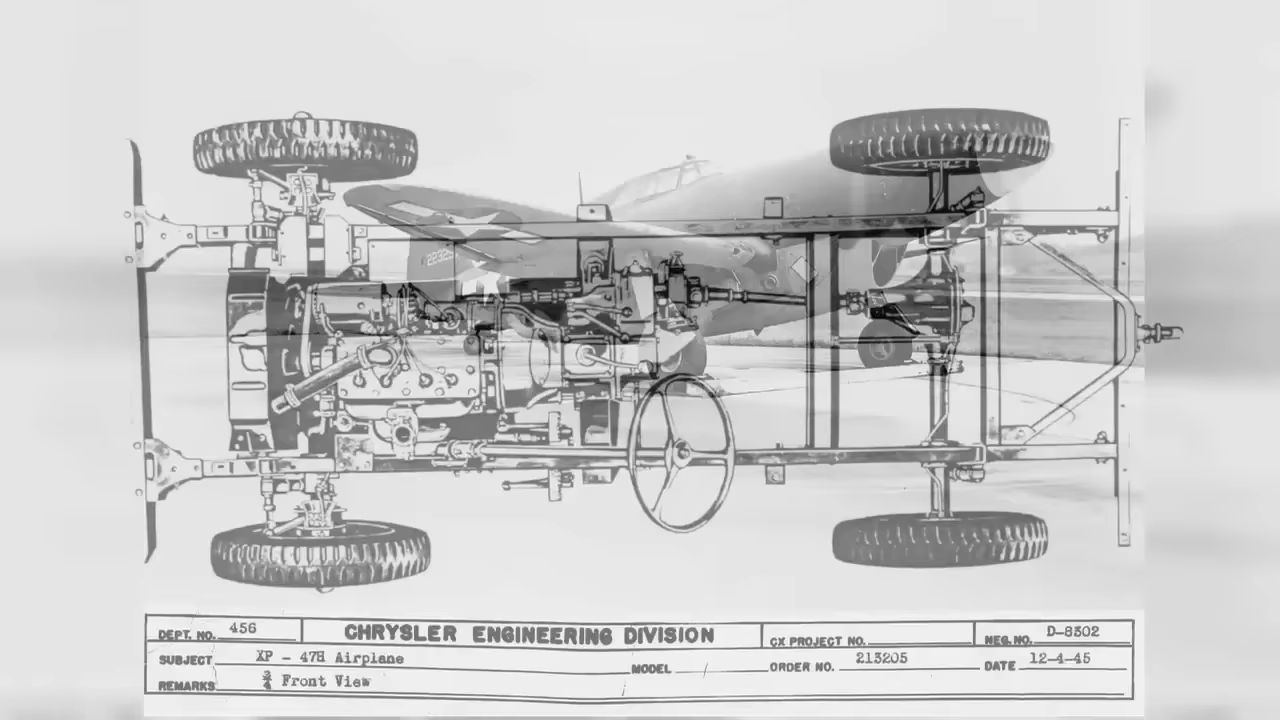 DEPT. NO. 456 CHRYSLER ENGINEERING DIVISION CX PROJECT NO. NEG. NO. D-8302
SUBJECT XP - 47H Airplane MODEL ORDER NO. 213205 DATE 12-4-45
REMARKS ¾ Front View